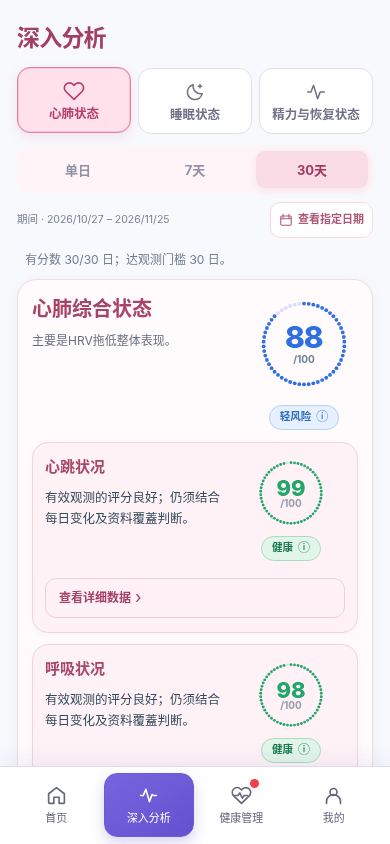 深入分析
心肺状态
睡眠状态
精力与恢复状态
单日
7天
30天
期间 · 2026/10/27 – 2026/11/25
查看指定日期
有分数 30/30 日；达观测门槛 30 日。
心肺综合状态
主要是HRV拖低整体表现。
88
/100
轻风险 ⓘ
心跳状况
有效观测的评分良好；仍须结合
每日变化及资料覆蓋判断。
99
/100
健康 ⓘ
查看详细数据 ›
呼吸状况
有效观测的评分良好；仍须结合
每日变化及资料覆蓋判断。
98
/100
健康 ⓘ
首页
深入分析
健康管理
我的